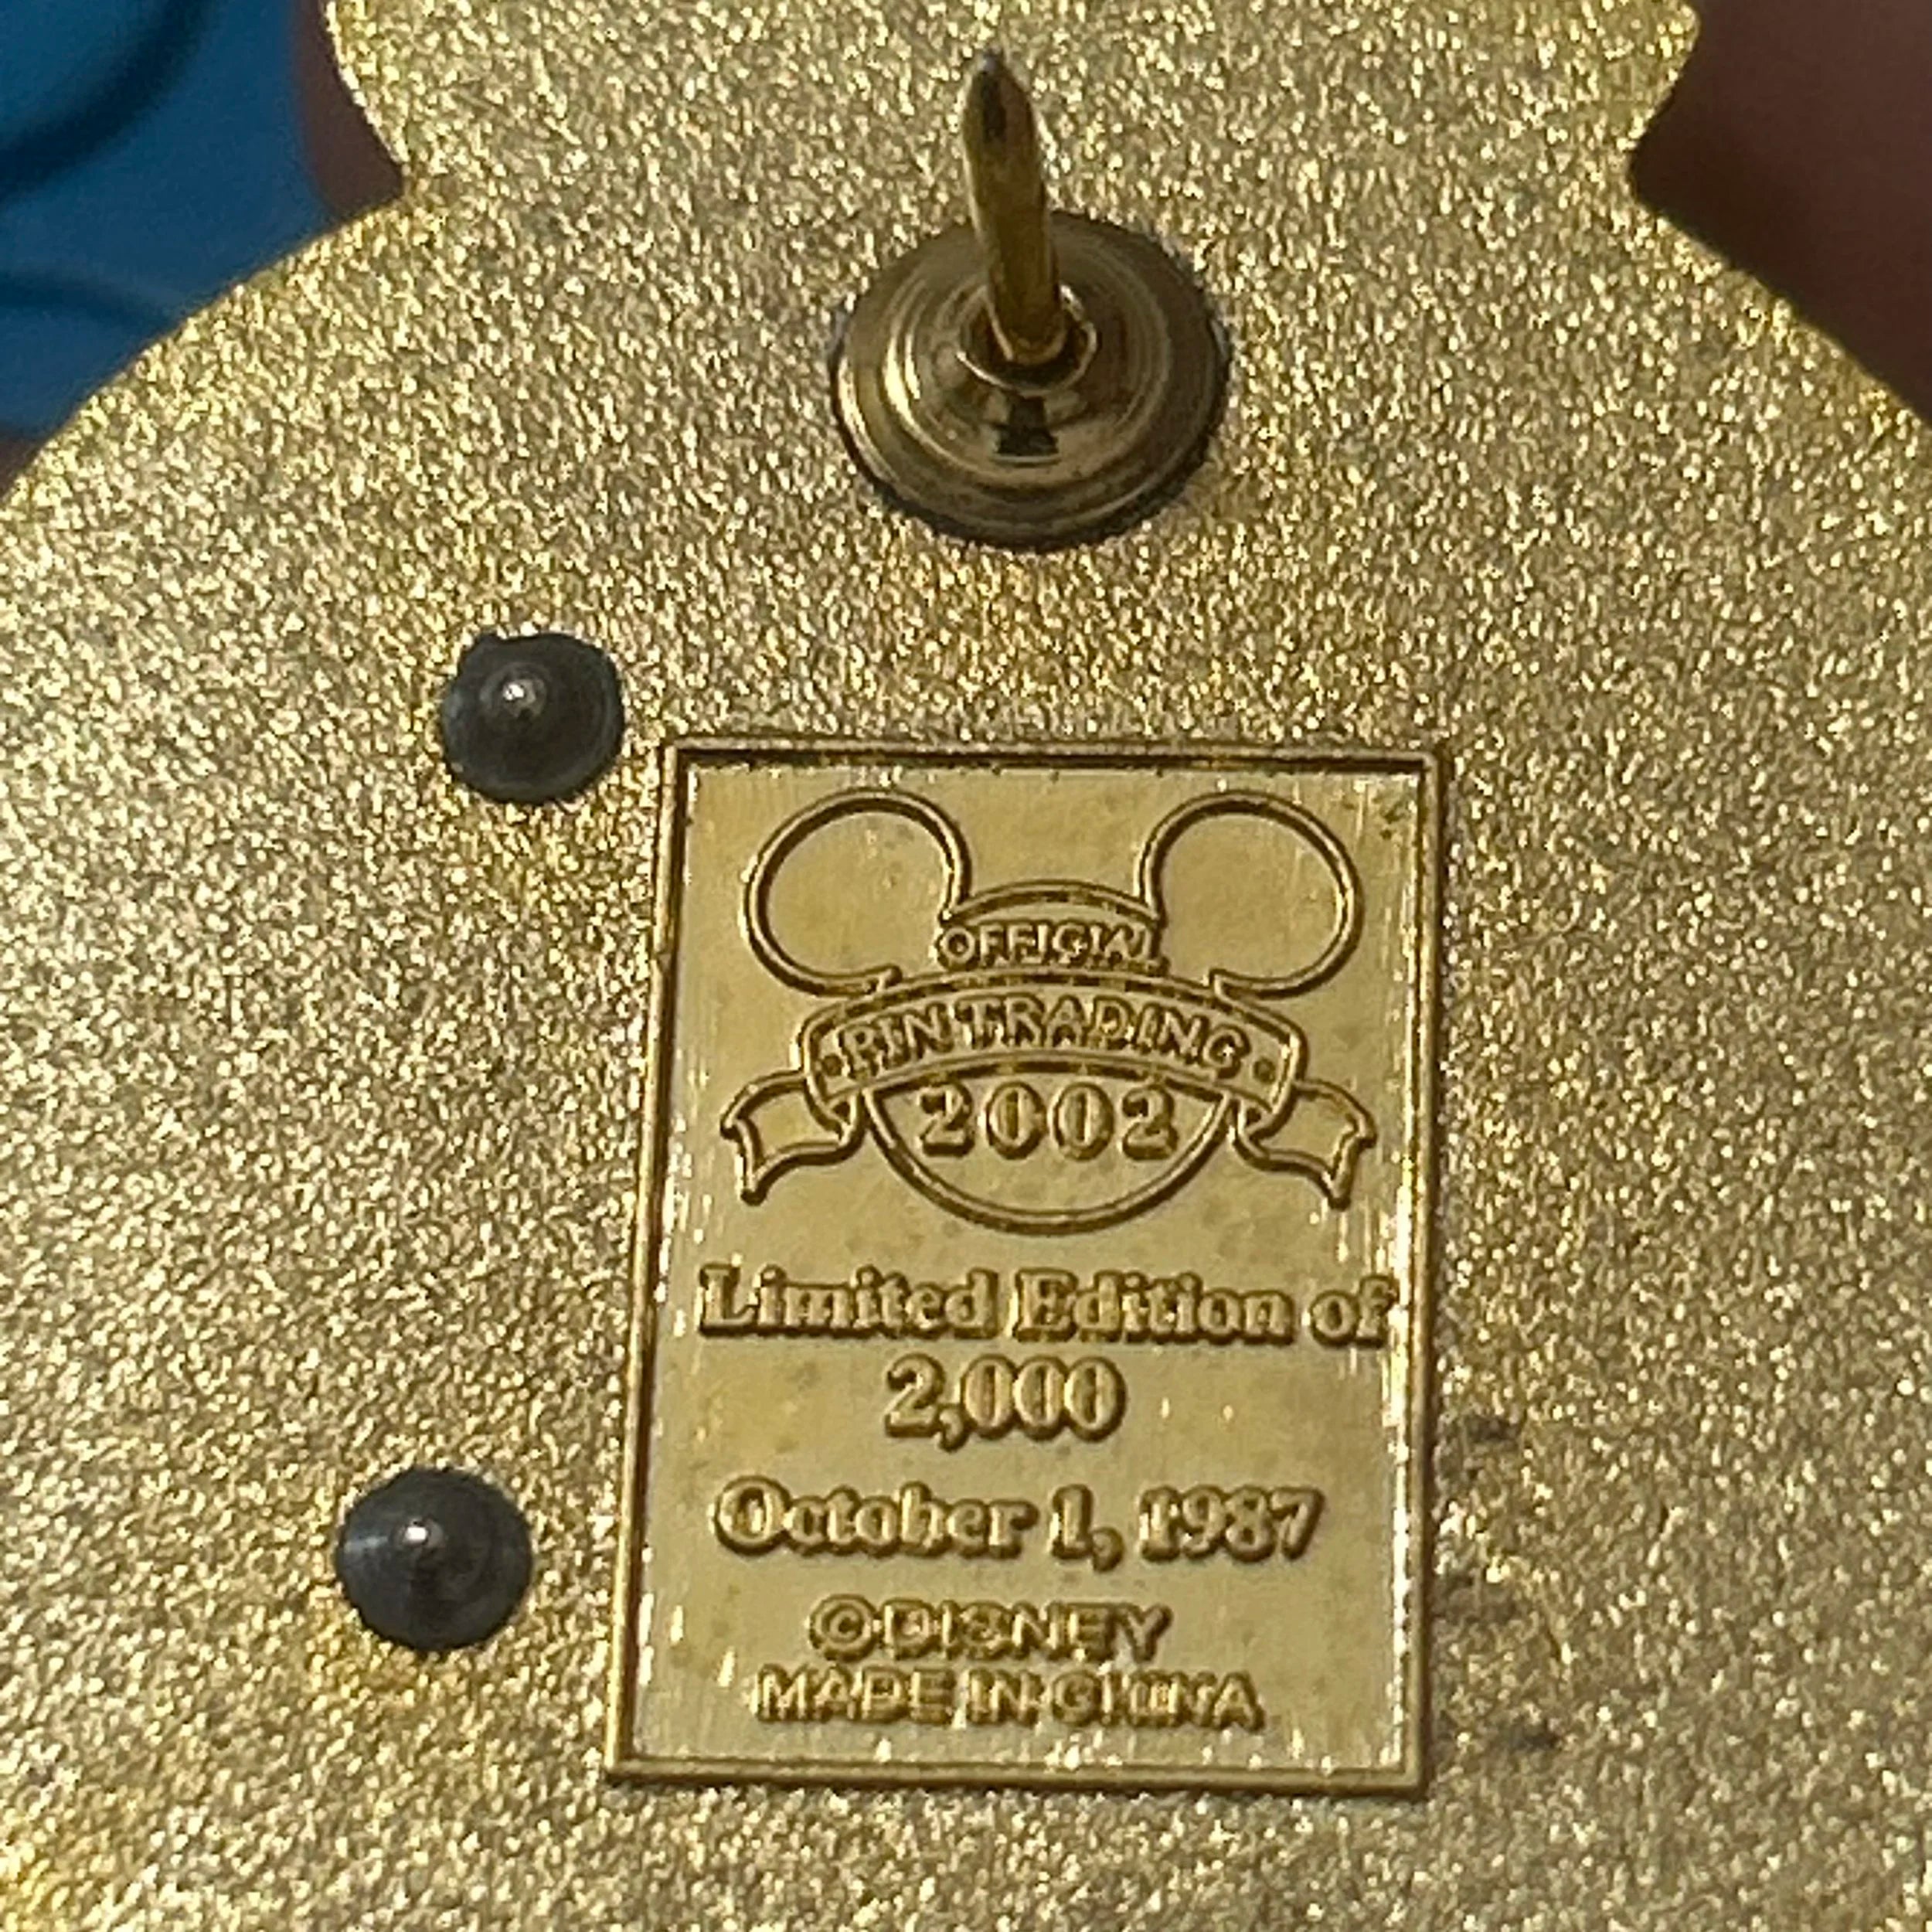 OFFICIAL
PIN TRADING
2002
Limited Edition of
2,000
October 1, 1987
©DISNEY
MADE IN CHINA